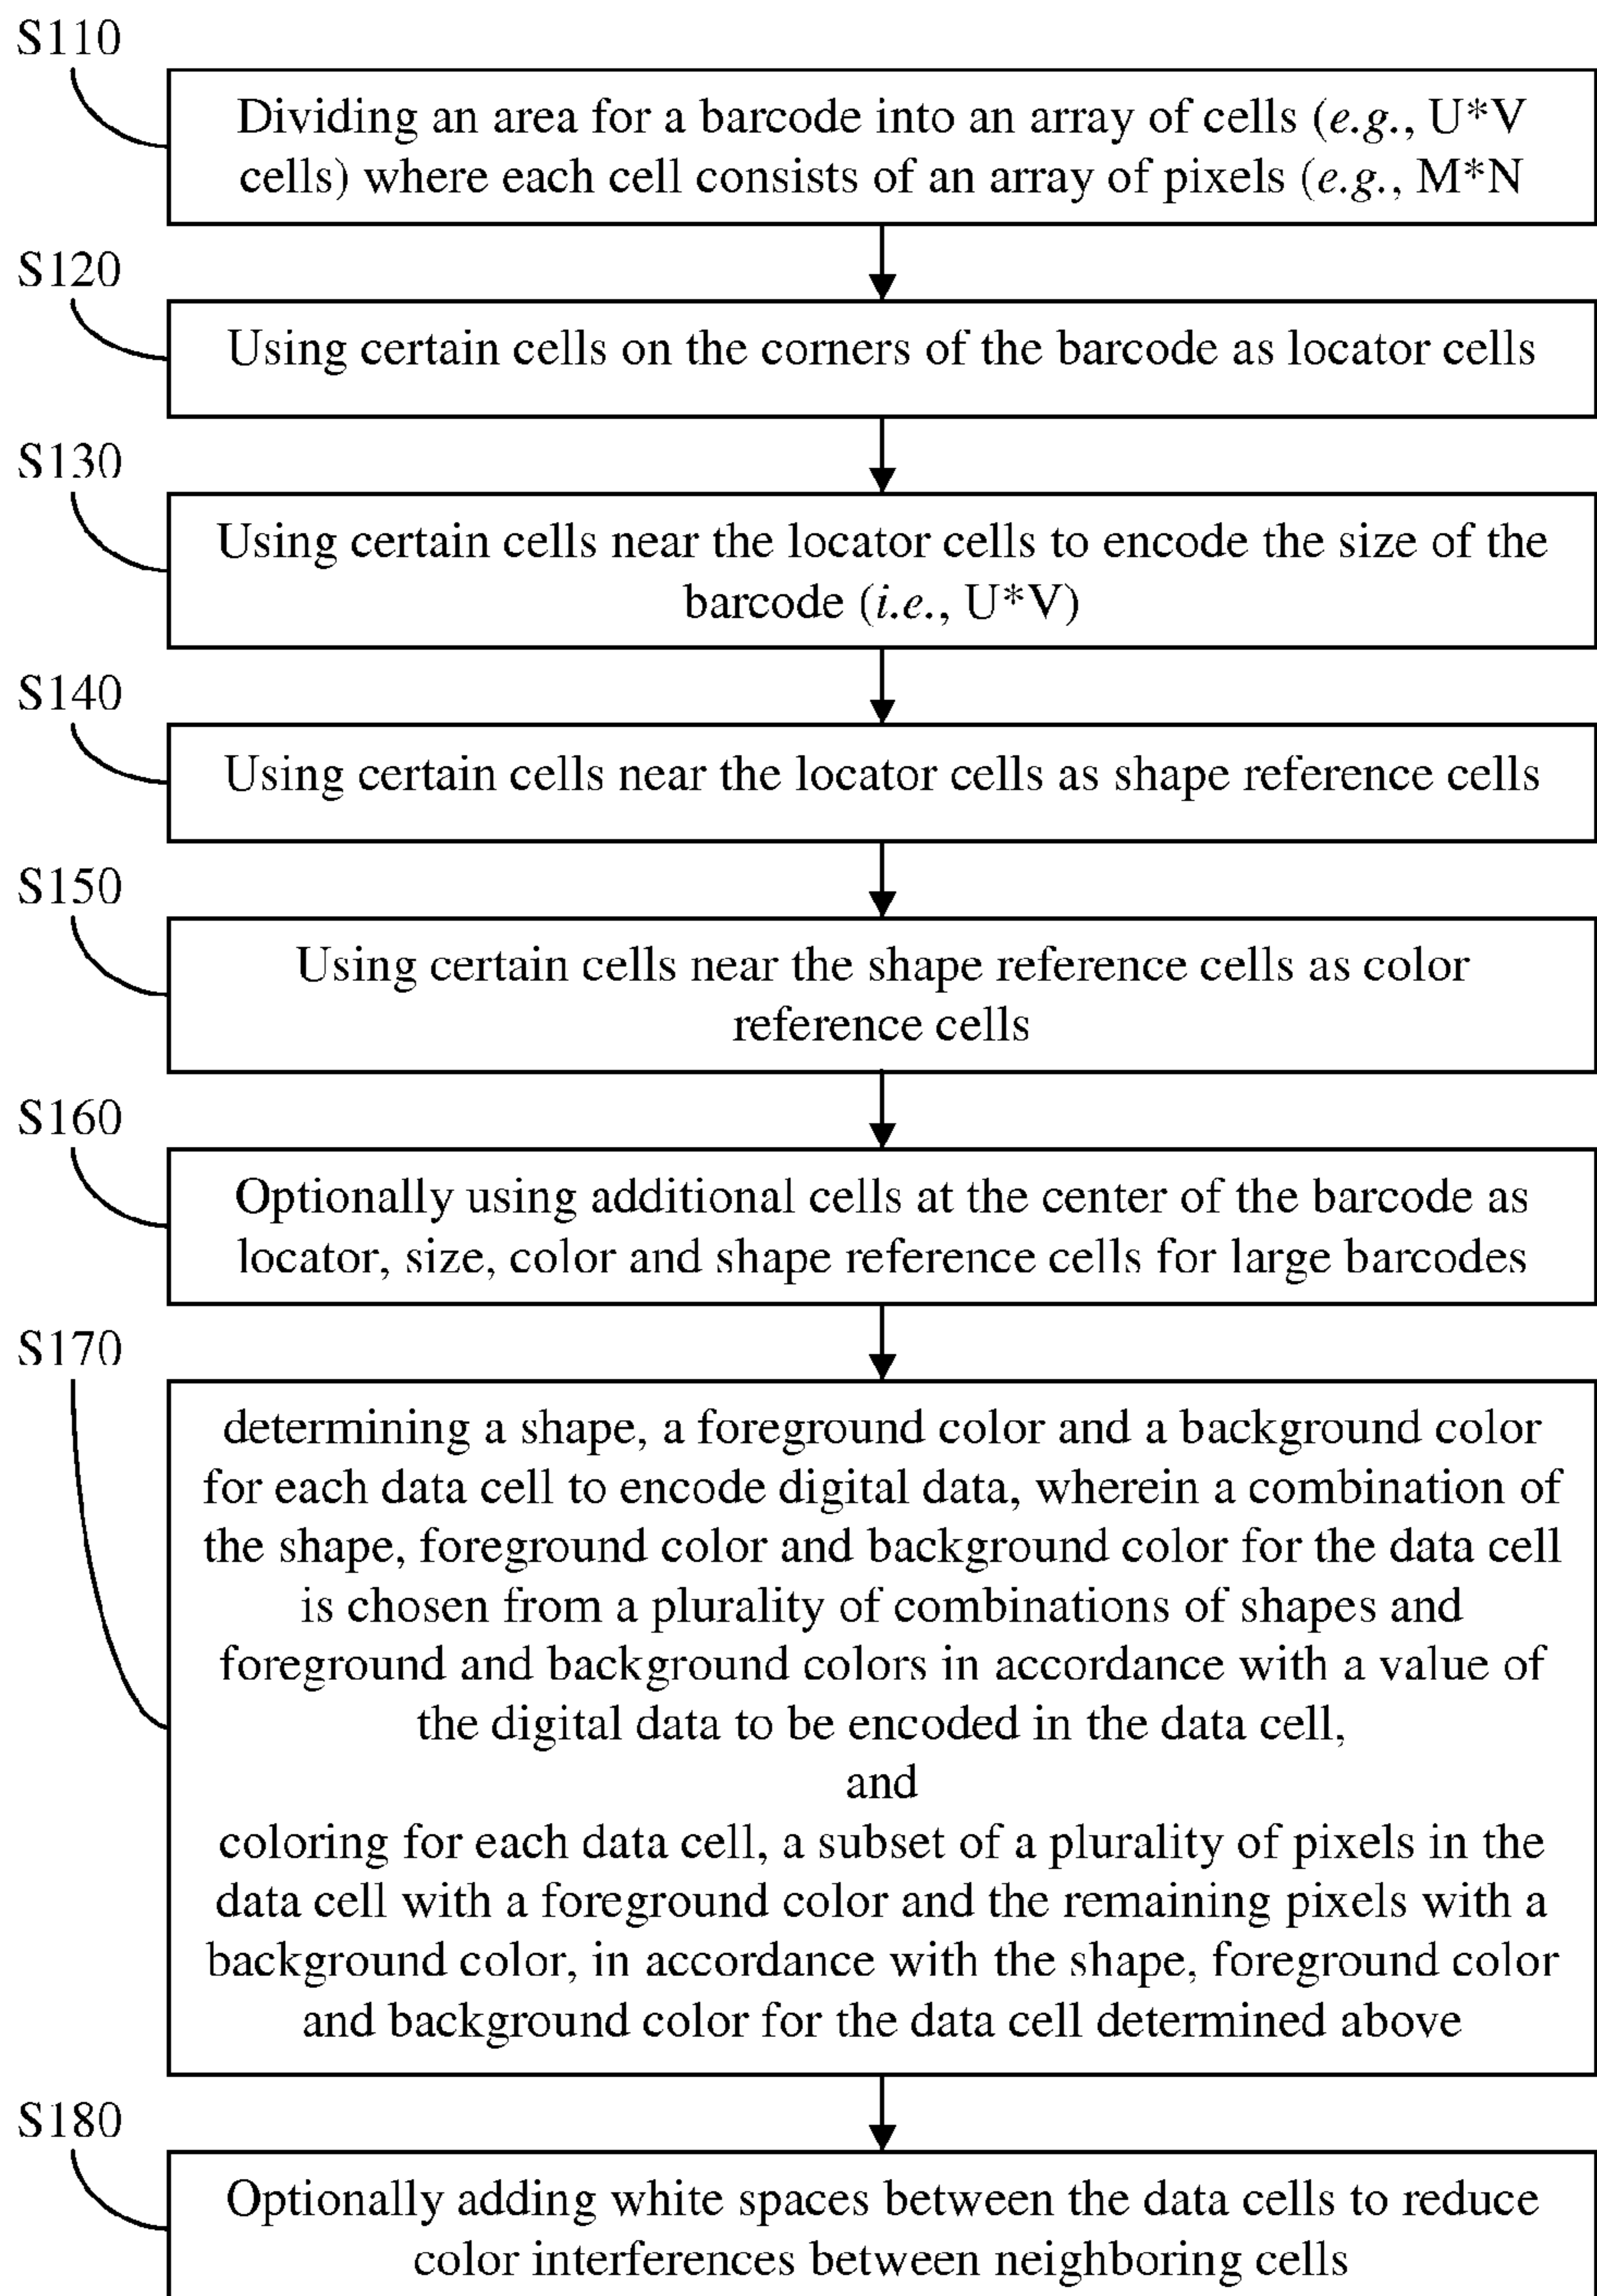 S110
Dividing an area for a barcode into an array of cells (e.g., U*V
cells) where each cell consists of an array of pixels (e.g., M*N
S120
Using certain cells on the corners of the barcode as locator cells
S130
Using certain cells near the locator cells to encode the size of the
barcode (i.e., U*V)
S140
Using certain cells near the locator cells as shape reference cells
S150
Using certain cells near the shape reference cells as color
reference cells
S160
Optionally using additional cells at the center of the barcode as
locator, size, color and shape reference cells for large barcodes
S170
determining a shape, a foreground color and a background color
for each data cell to encode digital data, wherein a combination of
the shape, foreground color and background color for the data cell
is chosen from a plurality of combinations of shapes and
foreground and background colors in accordance with a value of
the digital data to be encoded in the data cell,
and
coloring for each data cell, a subset of a plurality of pixels in the
data cell with a foreground color and the remaining pixels with a
background color, in accordance with the shape, foreground color
and background color for the data cell determined above
S180
Optionally adding white spaces between the data cells to reduce
color interferences between neighboring cells